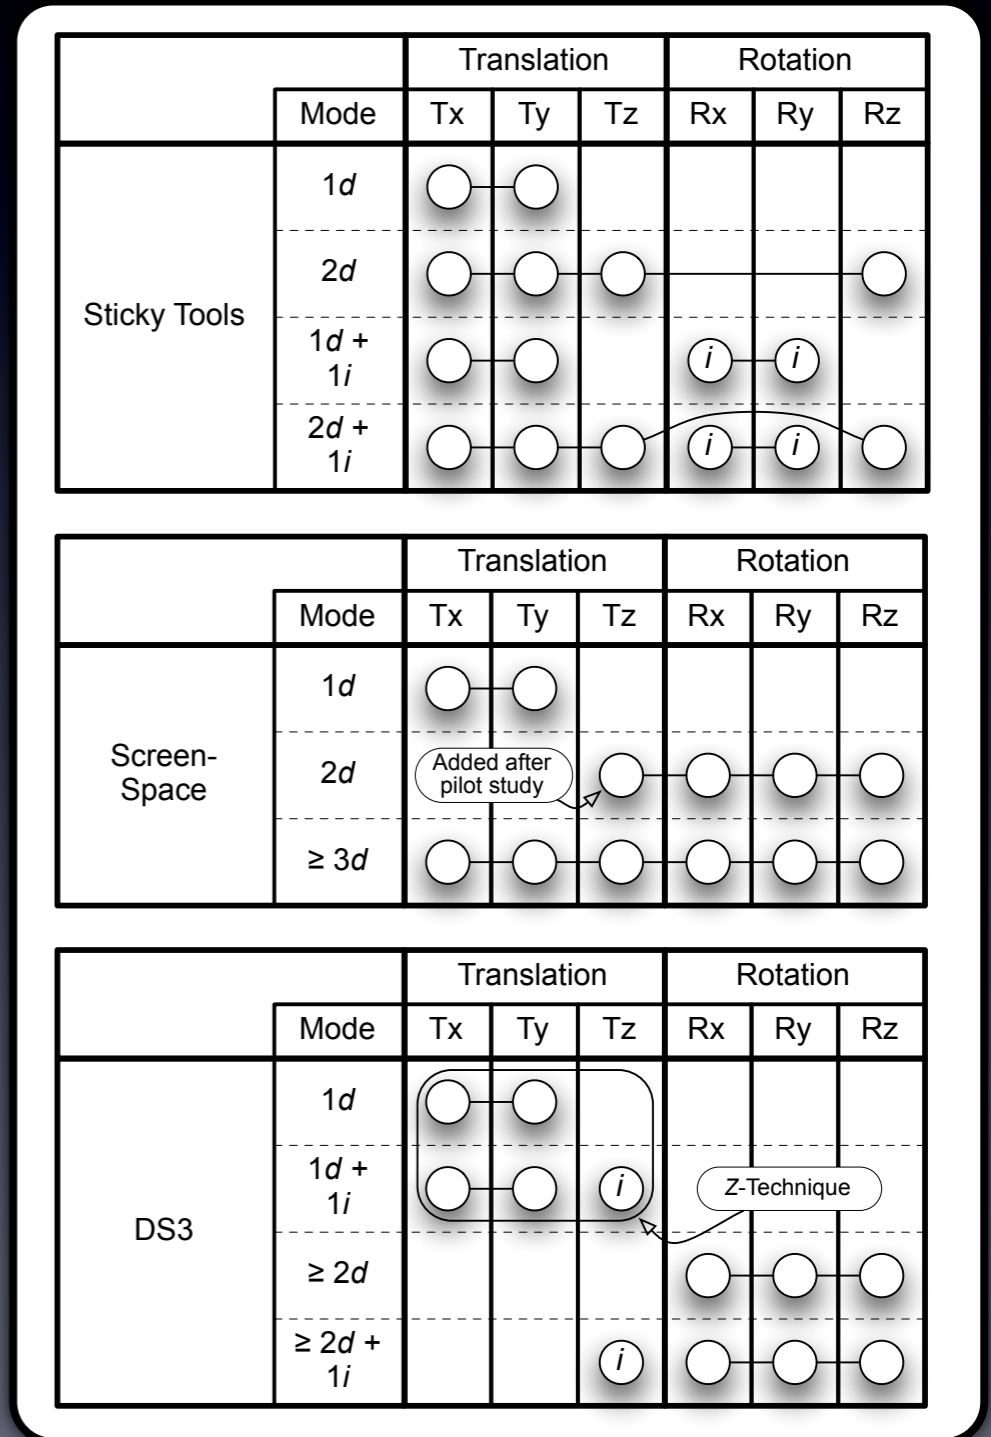 Translation Rotation
Mode Tx Ty Tz Rx Ry Rz
Sticky Tools
1d
2d
1d +
1i
i i
2d +
1i
i i
Translation Rotation
Mode Tx Ty Tz Rx Ry Rz
Screen-
Space
1d
2d
Added after
pilot study
≥ 3d
Translation Rotation
Mode Tx Ty Tz Rx Ry Rz
DS3
1d
1d +
1i
i
Z-Technique
≥ 2d
≥ 2d +
1i
i